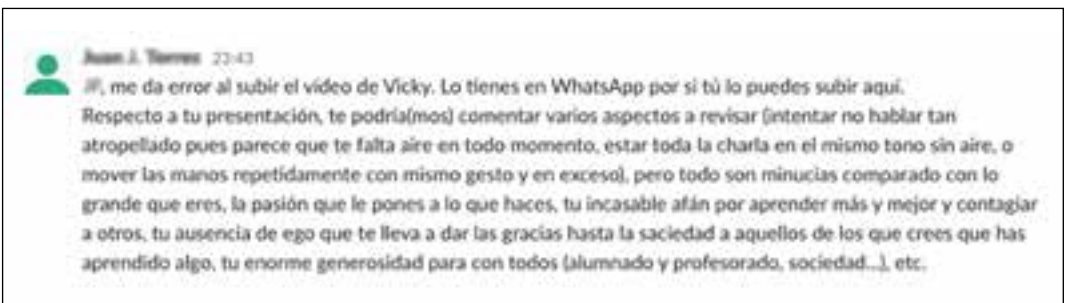 22:43
, me da error al subir el vídeo de Vicky. Lo tienes en WhatsApp por si tú lo puedes subir aquí.
Respecto a tu presentación, te podría(mos) comentar varios aspectos a revisar (intentar no hablar tan
atropellado pues parece que te falta aire en todo momento, estar toda la charla en el mismo tono sin aire, o
mover las manos repetidamente con mismo gesto y en exceso), pero todo son minucias comparado con lo
grande que eres, la pasión que le pones a lo que haces, tu incasable afán por aprender más y mejor y contagiar
a otros, tu ausencia de ego que te lleva a dar las gracias hasta la saciedad a aquellos de los que crees que has
aprendido algo, tu enorme generosidad para con todos (alumnado y profesorado, sociedad...), etc.